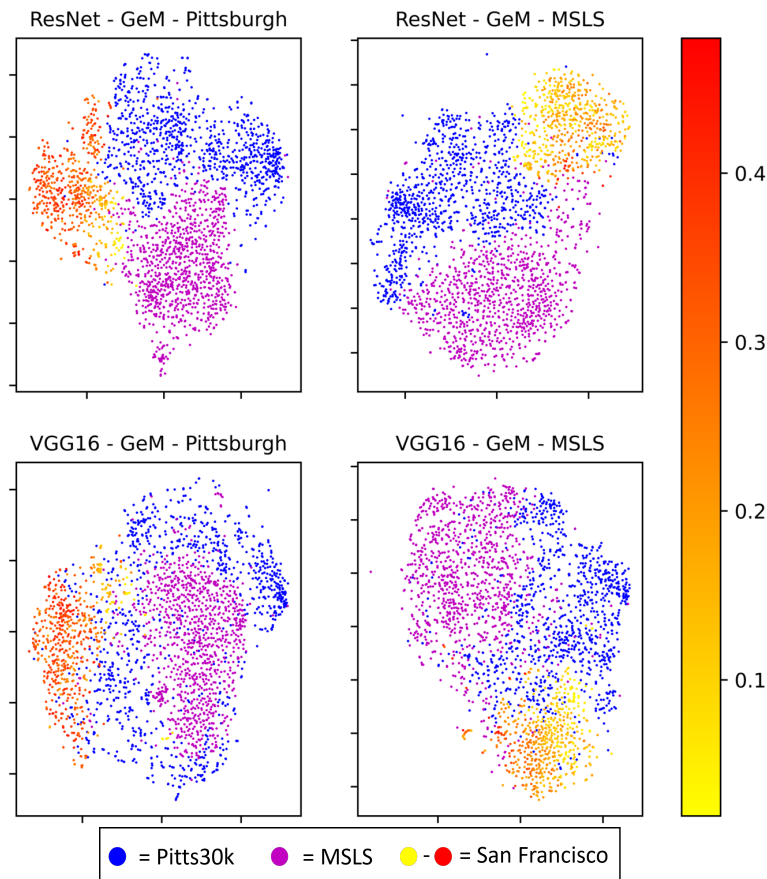 ResNet - GeM - Pittsburgh
ResNet - GeM - MSLS
0.4
0.3
VGG16 - GeM - Pittsburgh
VGG16 - GeM - MSLS
0.2
0.1
= Pitts30k = MSLS - = San Francisco